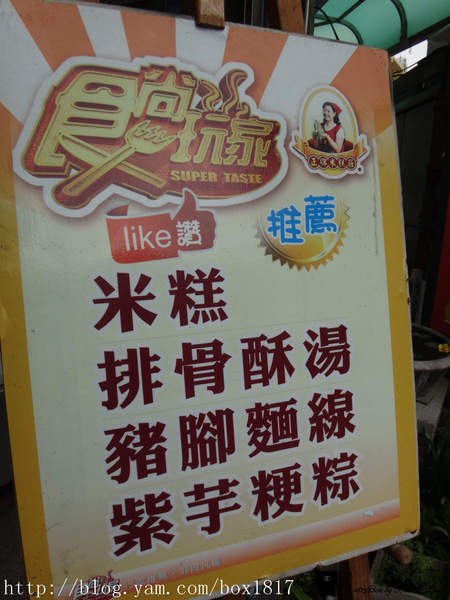 食尚玩家
SUPER TASTE
like讚
推薦
米糕
排骨酥湯
豬腳麵線
紫芋粳粽
http://blog.yam.com/box1817